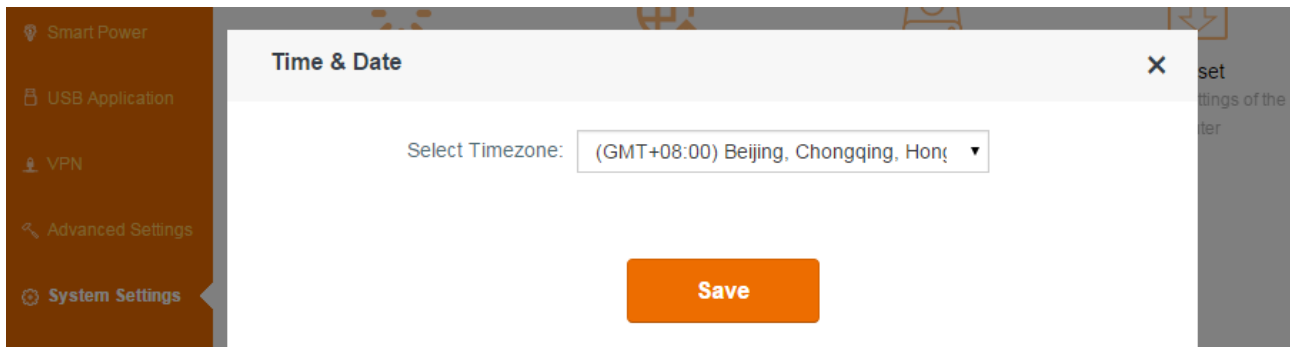 Smart Power
USB Application
VPN
Advanced Settings
System Settings
Time & Date
×
Select Timezone:
(GMT+08:00) Beijing, Chongqing, Hong
Save
set
ttings of the
ter